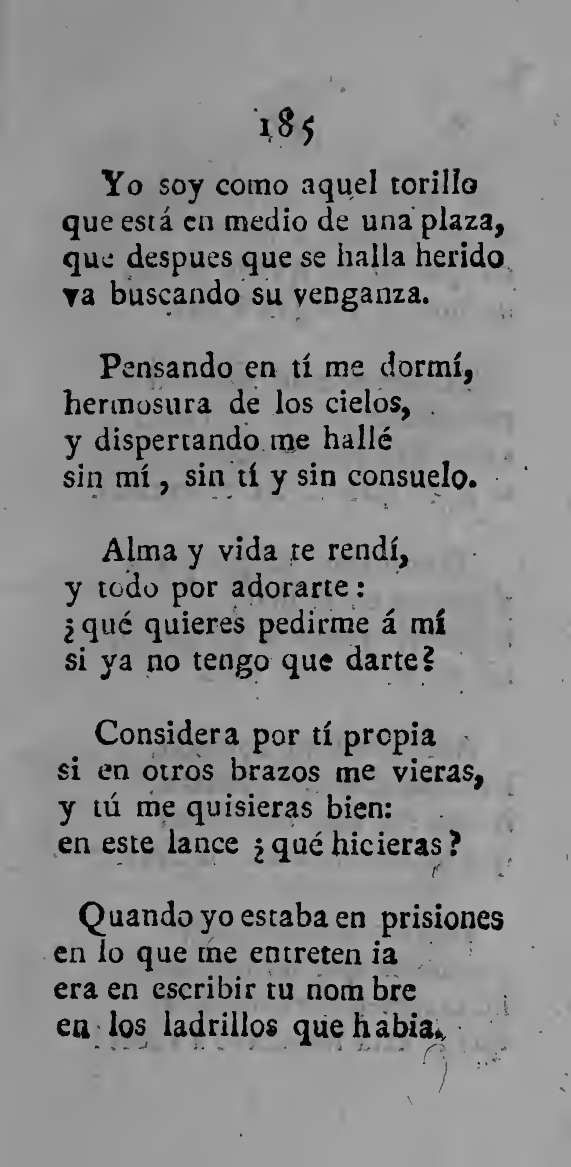 185
Yo soy como aquel torillo
que está en medio de una plaza,
que despues que se halla herido
va buscando su venganza.
Pensando en tí me dormí,
hermosura de los cielos,
y dispertando me hallé
sin mí, sin tí y sin consuelo.
Alma y vida te rendí,
y todo por adorarte:
¿qué quieres pedirme á mí
si ya no tengo que darte?
Considera por tí propia
si en otros brazos me vieras,
y tú me quisieras bien:
en este lance ¿qué hicieras?
Quando yo estaba en prisiones
en lo que me entretenia
era en escribir tu nombre
en los ladrillos que habia.